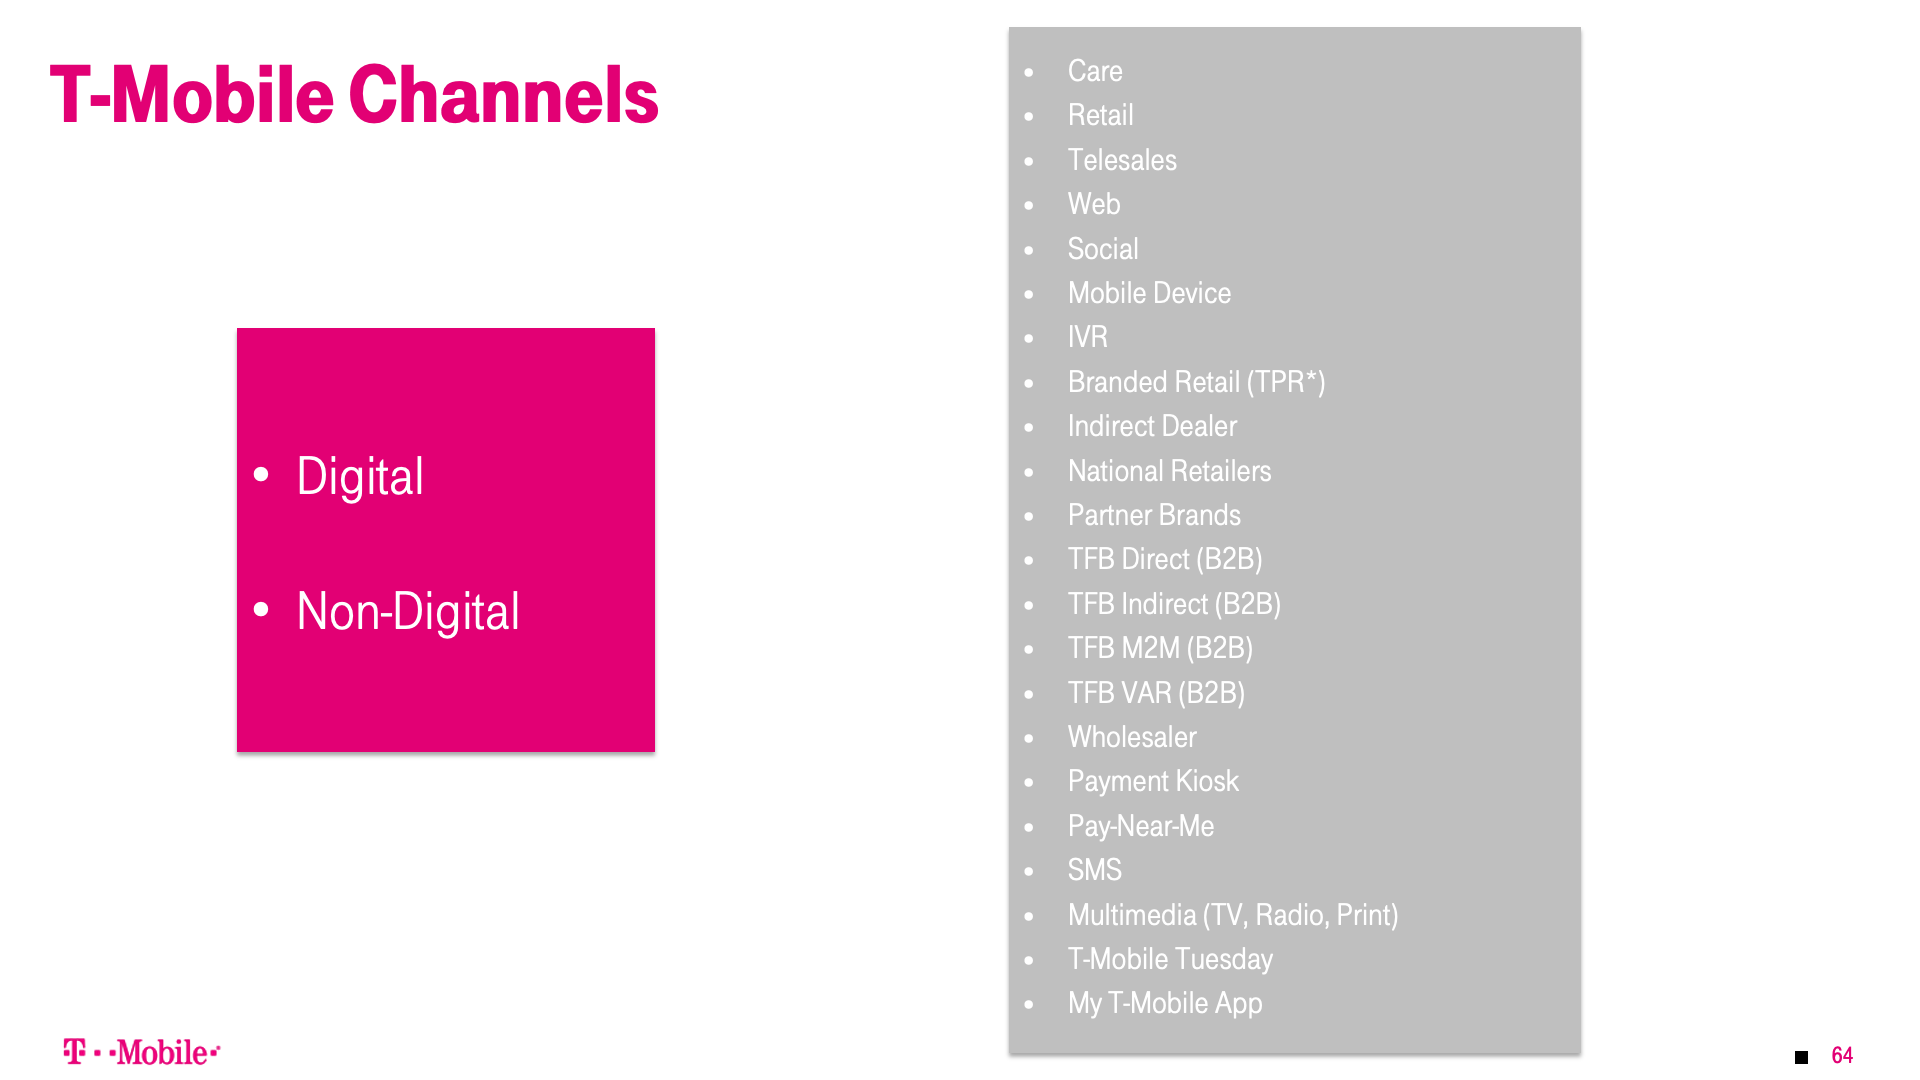 T-Mobile Channels
• Digital
• Non-Digital
• Care
• Retail
• Telesales
• Web
• Social
• Mobile Device
• IVR
• Branded Retail (TPR*)
• Indirect Dealer
• National Retailers
• Partner Brands
• TFB Direct (B2B)
• TFB Indirect (B2B)
• TFB M2M (B2B)
• TFB VAR (B2B)
• Wholesaler
• Payment Kiosk
• Pay-Near-Me
• SMS
• Multimedia (TV, Radio, Print)
• T-Mobile Tuesday
• My T-Mobile App
T··Mobile·
64